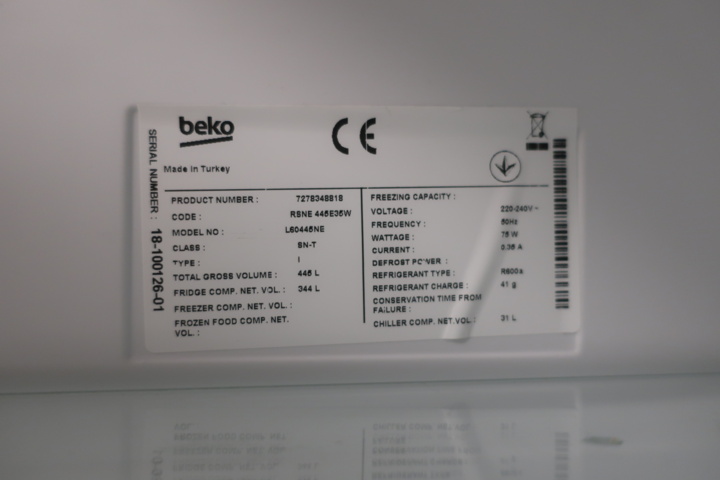 beko
CE
Made in Turkey
SERIAL NUMBER : 18-100126-01
PRODUCT NUMBER : 7278348818
CODE : RSNE 445E35W
MODEL NO : L60445NE
CLASS : SN-T
TYPE : I
TOTAL GROSS VOLUME : 445 L
FRIDGE COMP. NET. VOL. : 344 L
FREEZER COMP. NET. VOL. :
FROZEN FOOD COMP. NET.
VOL. :
FREEZING CAPACITY :
VOLTAGE : 220-240V ~
FREQUENCY : 50Hz
WATTAGE : 75 W
CURRENT : 0.35 A
DEFROST POWER :
REFRIGERANT TYPE : R600a
REFRIGERANT CHARGE : 41 g
CONSERVATION TIME FROM
FAILURE :
CHILLER COMP. NET.VOL. : 31 L